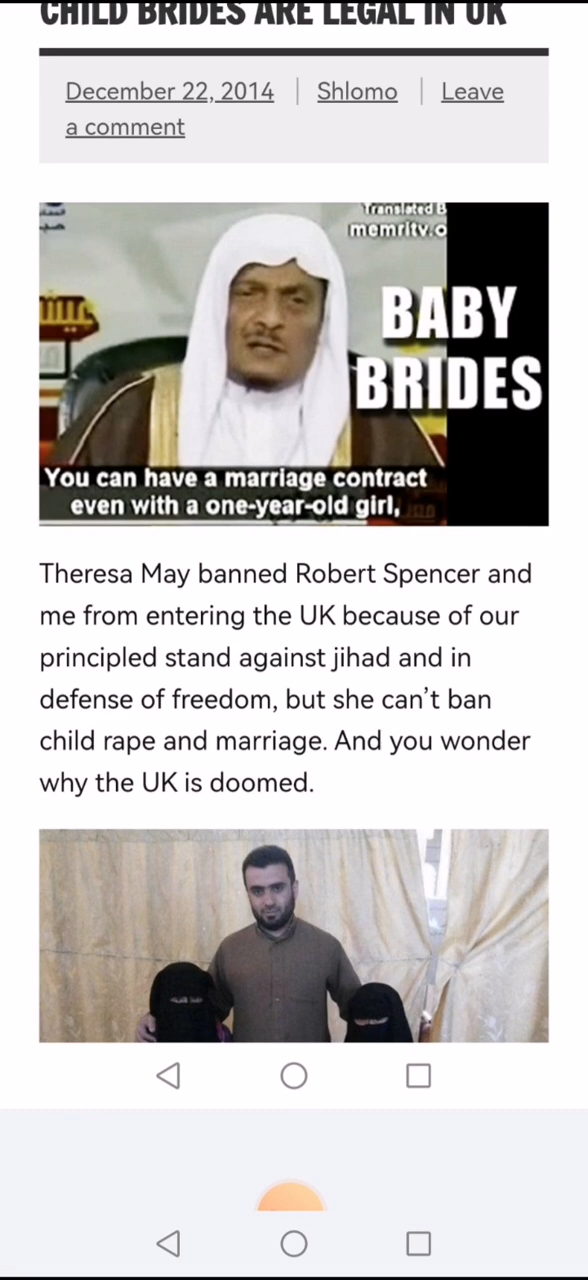 CHILD BRIDES ARE LEGAL IN UK
December 22, 2014 | Shlomo | Leave
a comment
Translated B
memritv.o
BABY
BRIDES
You can have a marriage contract
even with a one-year-old girl,
Theresa May banned Robert Spencer and
me from entering the UK because of our
principled stand against jihad and in
defense of freedom, but she can’t ban
child rape and marriage. And you wonder
why the UK is doomed.